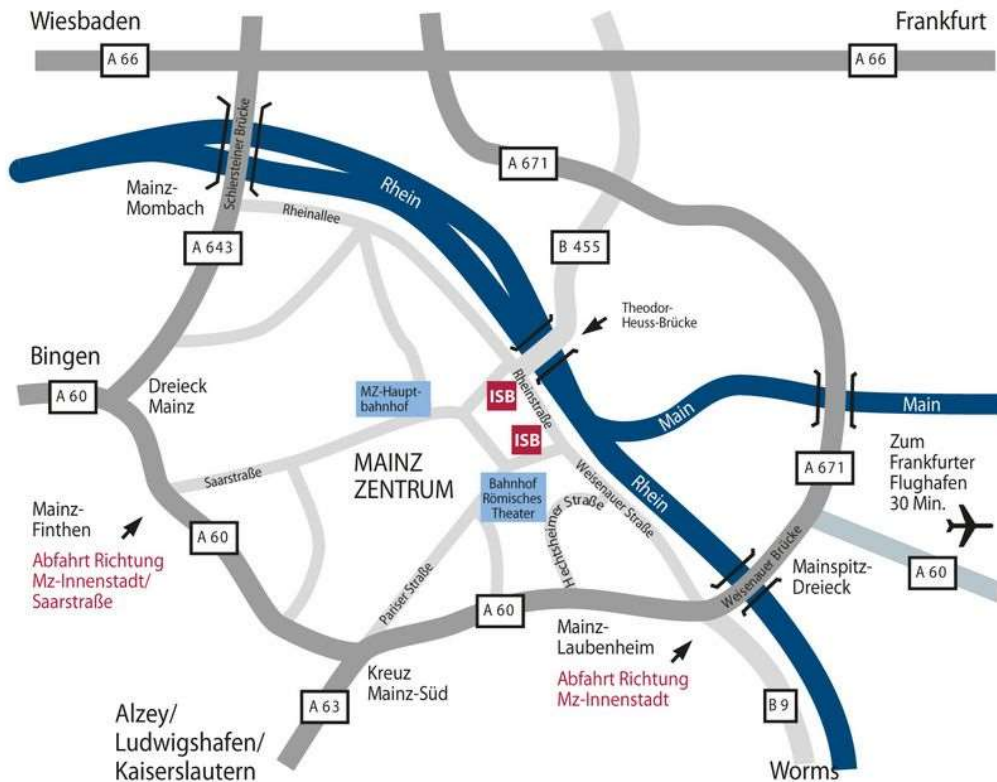 Wiesbaden
Frankfurt
A 66
A 66
Schiersteiner Brücke
A 671
Rhein
Mainz-
Mombach
Rheinallee
A 643
B 455
Theodor-
Heuss-Brücke
Bingen
A 60
Dreieck
Mainz
MZ-Haupt-
bahnhof
ISB
Rheinstraße
ISB
Main
Main
Saarstraße
MAINZ
ZENTRUM
Bahnhof
Römisches
Theater
Weisenauer Straße
Rhein
A 671
Zum
Frankfurter
Flughafen
30 Min.
Mainz-
Finthen
Abfahrt Richtung
Mz-Innenstadt/
Saarstraße
A 60
Hechtsheimer Straße
Pariser Straße
A 60
Weisenauer Brücke
Mainspitz-
Dreieck
A 60
Mainz-
Laubenheim
Abfahrt Richtung
Mz-Innenstadt
Kreuz
Mainz-Süd
A 63
B 9
Alzey/
Ludwigshafen/
Kaiserslautern
Worms